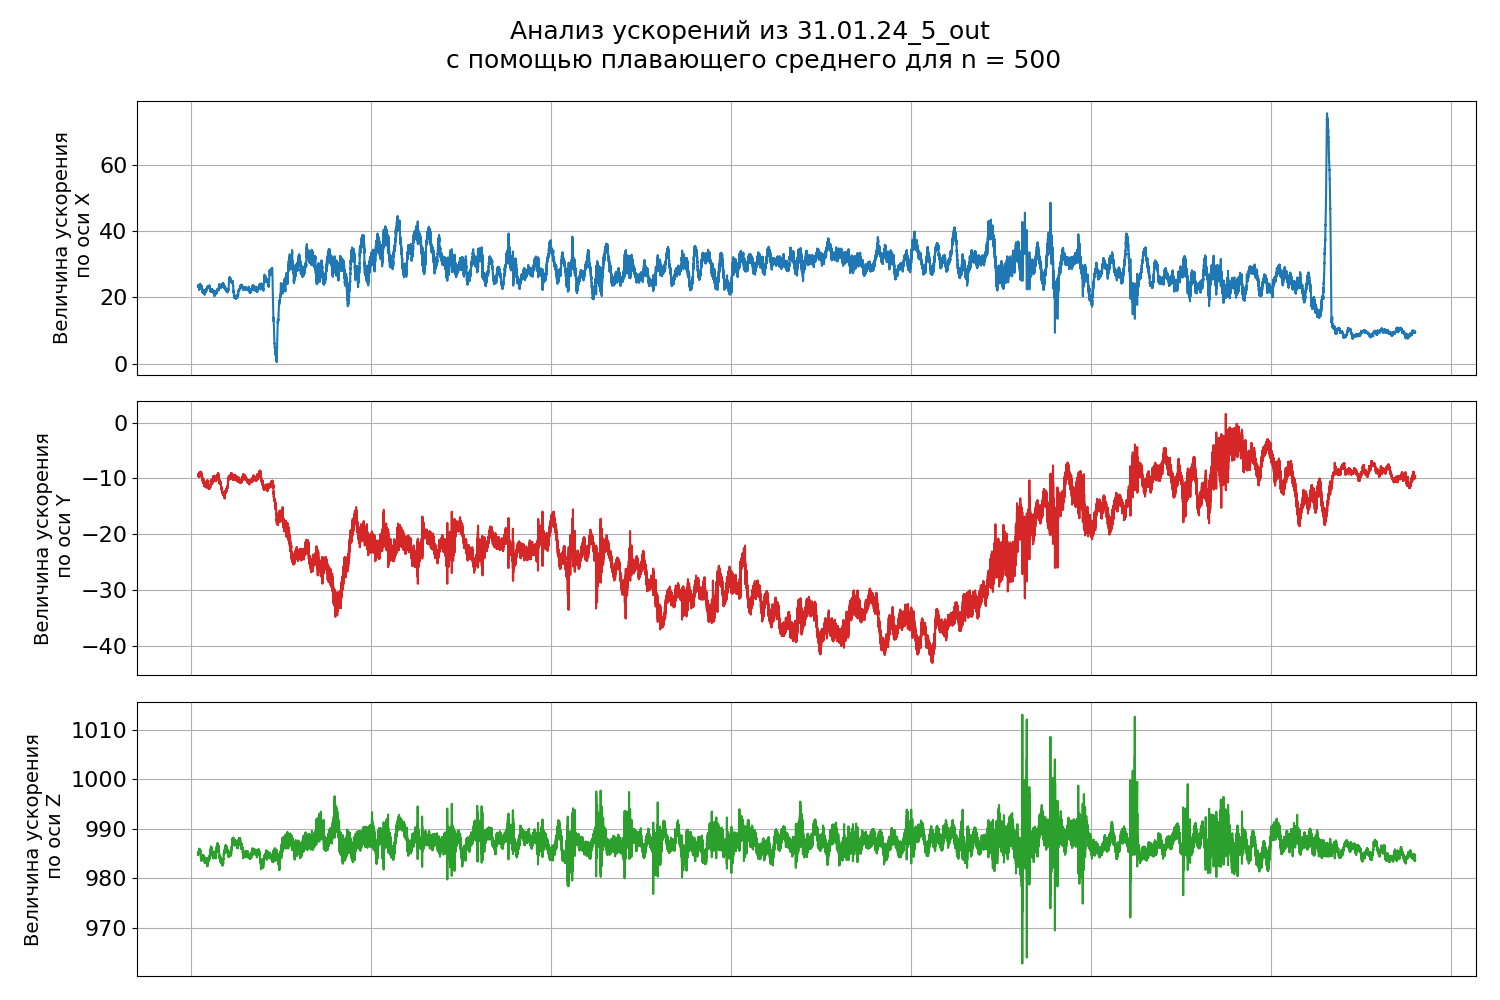 Анализ ускорений из 31.01.24_5_out
с помощью плавающего среднего для n = 500
Величина ускорения
по оси X
60
40
20
0
Величина ускорения
по оси Y
0
−10
−20
−30
−40
Величина ускорения
по оси Z
1010
1000
990
980
970